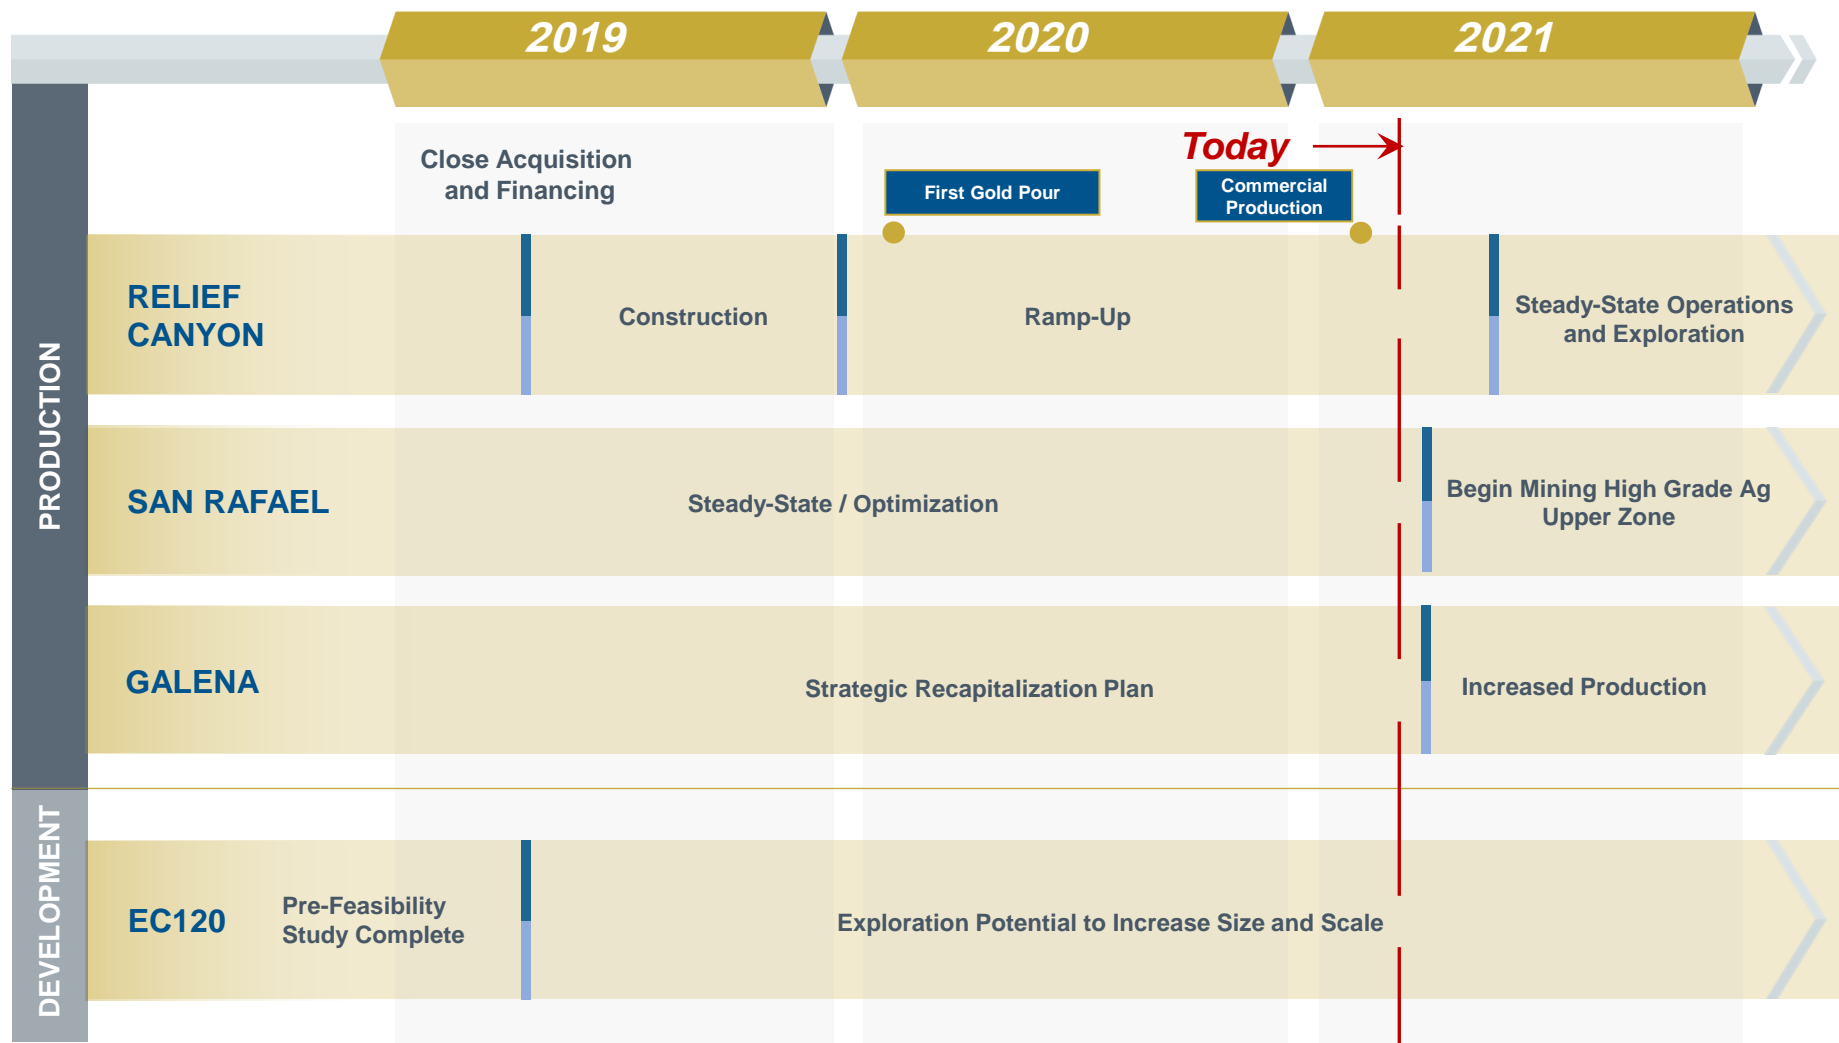 2019
2020
2021
Today
Close Acquisition
and Financing
First Gold Pour
Commercial
Production
PRODUCTION
RELIEF
CANYON
Construction
Ramp-Up
Steady-State Operations
and Exploration
SAN RAFAEL
Steady-State / Optimization
Begin Mining High Grade Ag
Upper Zone
GALENA
Strategic Recapitalization Plan
Increased Production
DEVELOPMENT
EC120
Pre-Feasibility
Study Complete
Exploration Potential to Increase Size and Scale